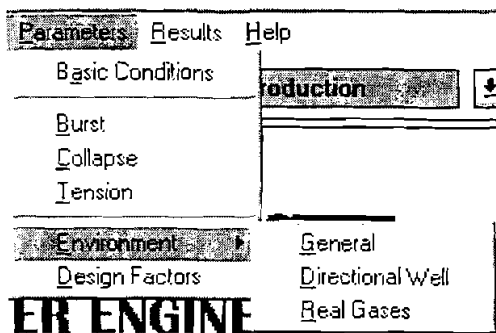 Parameters Results Help
Basic Conditions
roduction
Burst
Collapse
Tension
Environment
General
Design Factors
Directional Well
Real Gases
ER ENGINE